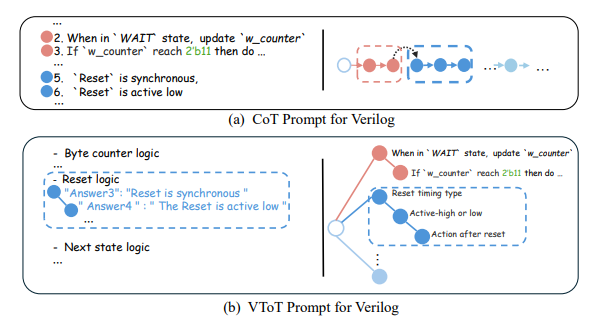 ...
2. When in `WAIT` state, update `w_counter`
3. If `w_counter` reach 2'b11 then do ...
...
5. `Reset` is synchronous,
6. `Reset` is active low
...
... ...
(a) CoT Prompt for Verilog
- Byte counter logic
...
- Reset logic
"Answer3": "Reset is synchronous "
" Answer4 " : " The Reset is active low "
...
- Next state logic
...
When in `WAIT` state, update `w_counter`
If `w_counter` reach 2'b11 then do ...
Reset timing type
Active-high or low
Action after reset
...
(b) VToT Prompt for Verilog